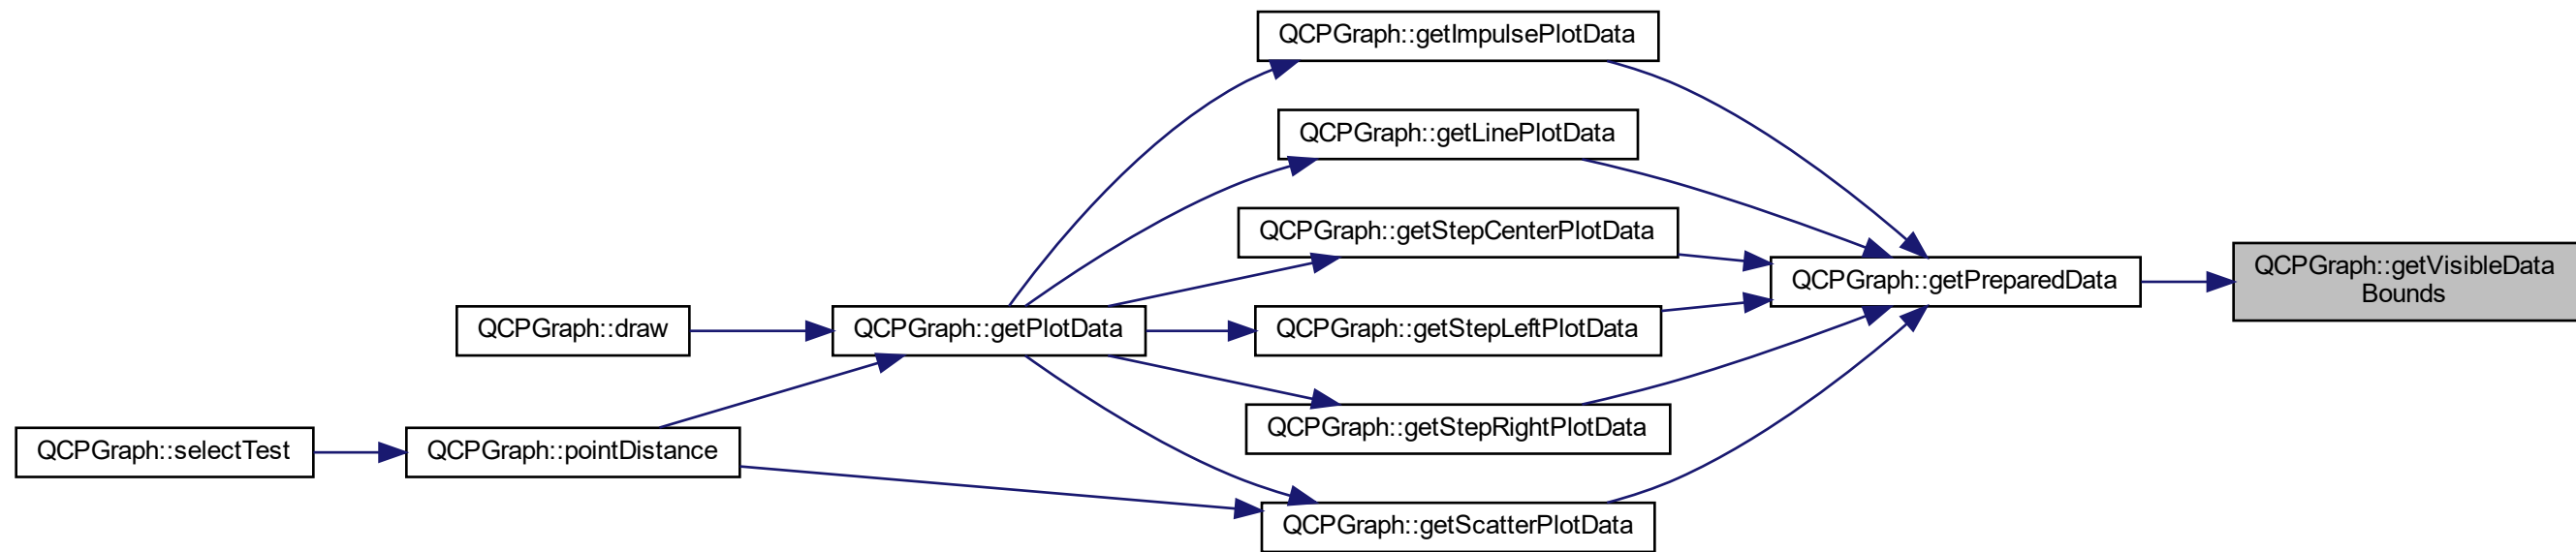 QCPGraph::getImpulsePlotData
QCPGraph::getLinePlotData
QCPGraph::getStepCenterPlotData
QCPGraph::getVisibleData
Bounds
QCPGraph::getPreparedData
QCPGraph::draw
QCPGraph::getPlotData
QCPGraph::getStepLeftPlotData
QCPGraph::getStepRightPlotData
QCPGraph::selectTest
QCPGraph::pointDistance
QCPGraph::getScatterPlotData